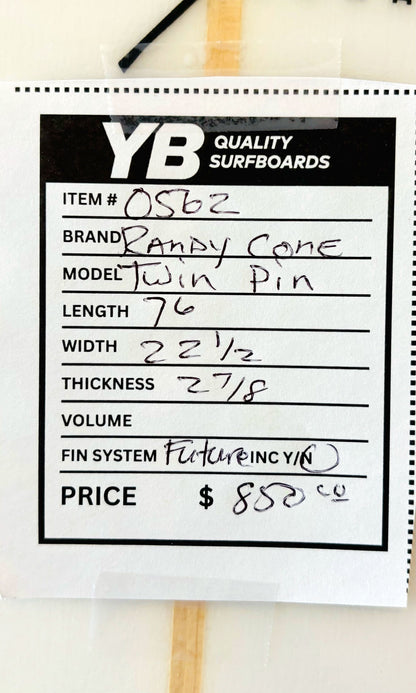 YB QUALITY SURFBOARDS
ITEM # 0562
BRAND RANDY CONE
MODEL Twin Pin
LENGTH 76
WIDTH 22 1/2
THICKNESS 2 7/8
VOLUME
FIN SYSTEM Future INC Y/N
PRICE $ 850 00